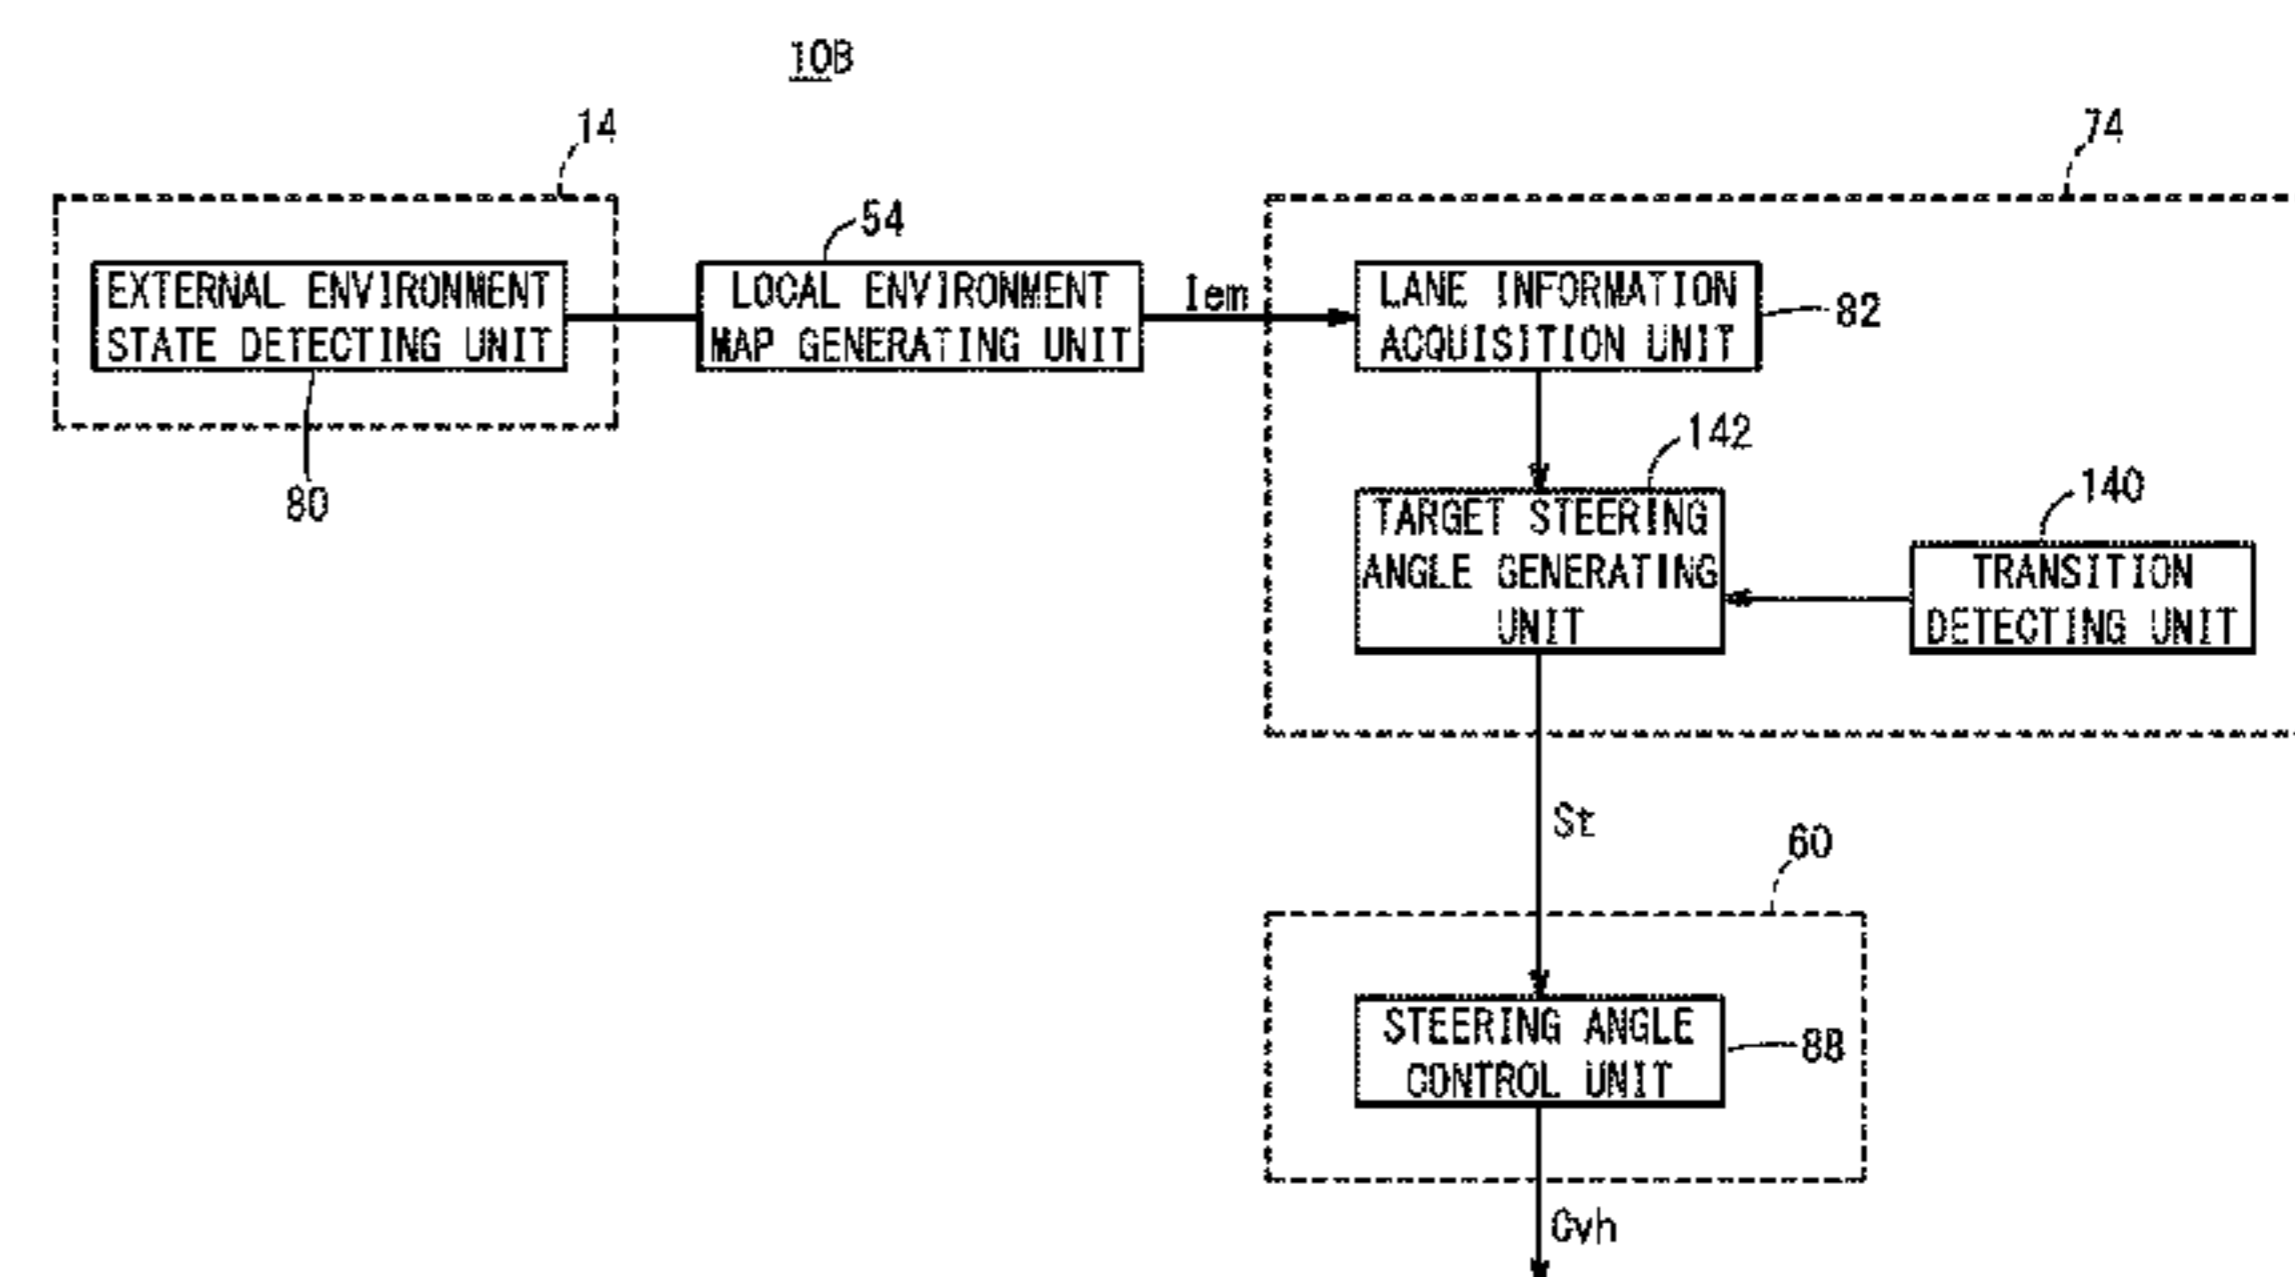 10B
14
74
54
EXTERNAL ENVIRONMENT
STATE DETECTING UNIT
LOCAL ENVIRONMENT
MAP GENERATING UNIT
Iem
LANE INFORMATION
ACQUISITION UNIT
82
80
142
140
TARGET STEERING
ANGLE GENERATING
UNIT
TRANSITION
DETECTING UNIT
St
60
STEERING ANGLE
CONTROL UNIT
88
Cvh